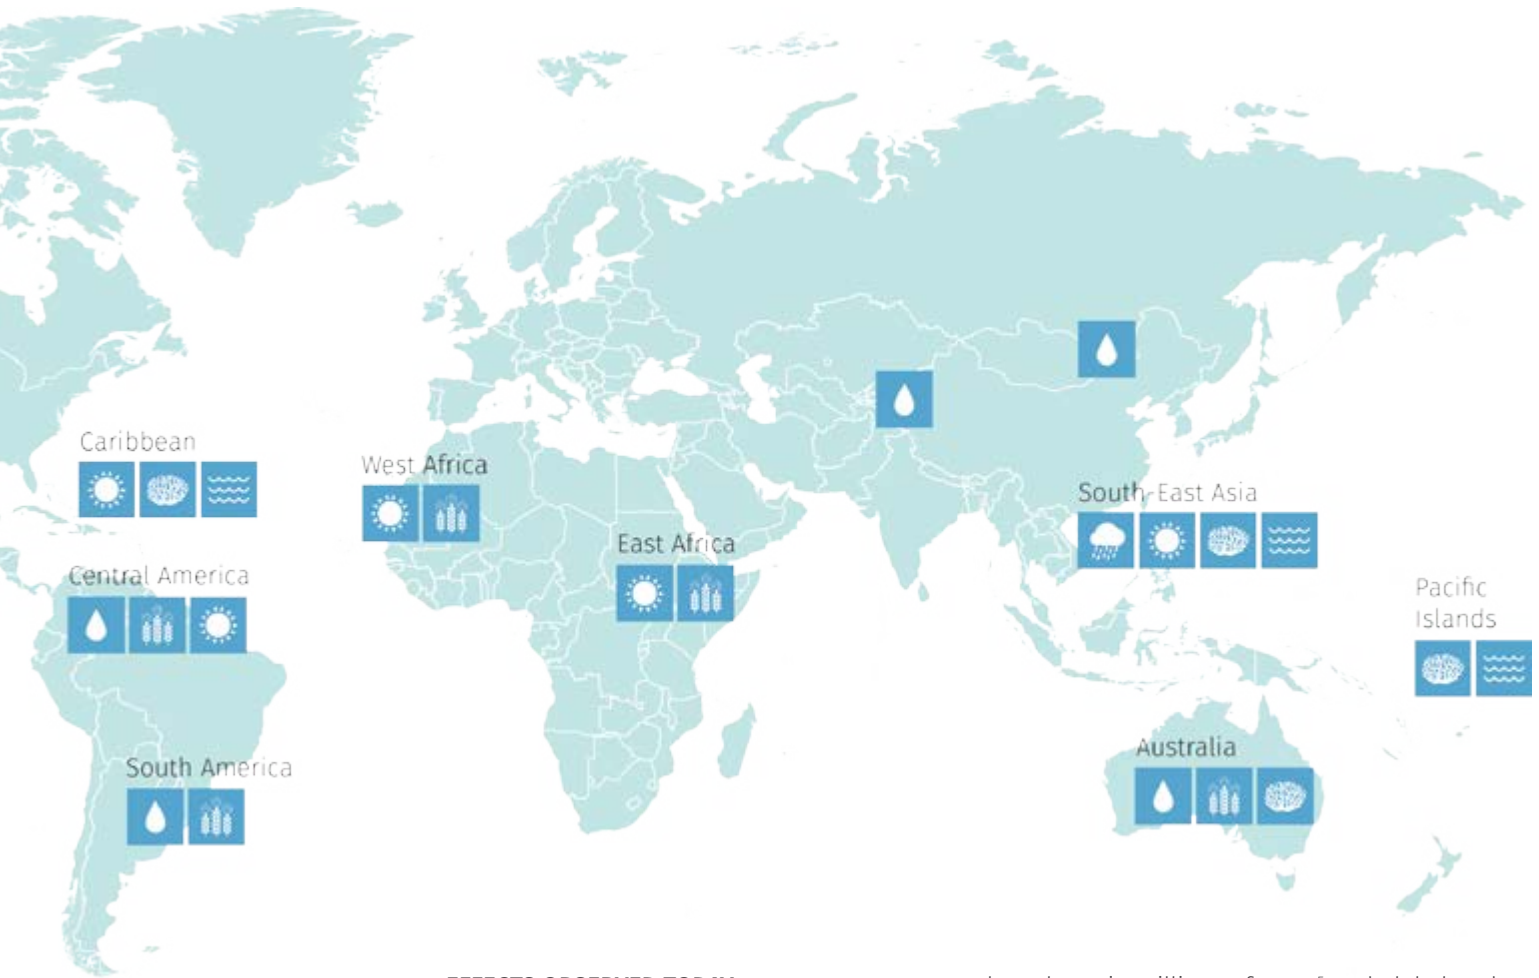 Caribbean
West Africa
South-East Asia
East Africa
Central America
Pacific
Islands
Australia
South America